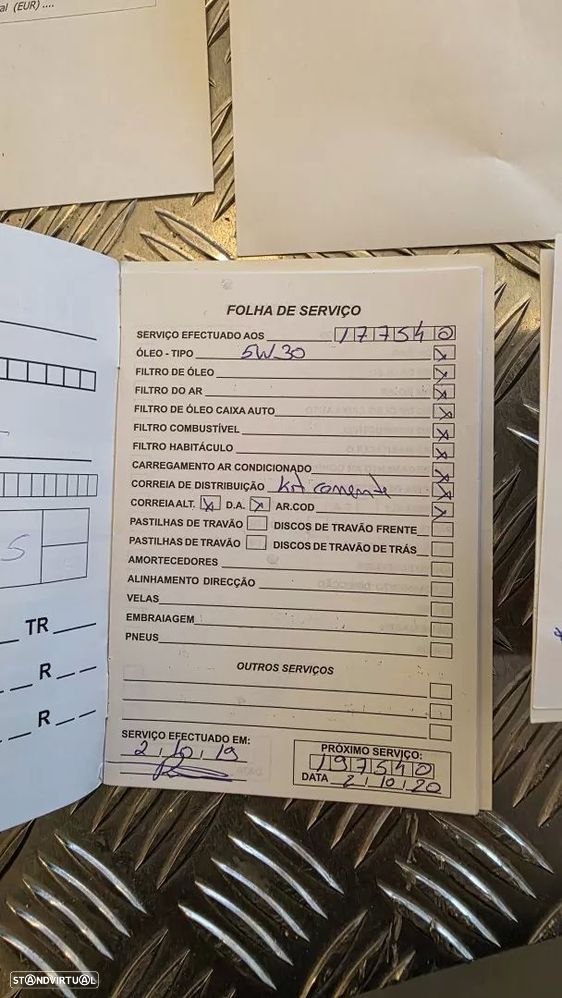 al (EUR) ....
FOLHA DE SERVIÇO
SERVIÇO EFECTUADO AOS 177540
ÓLEO - TIPO 5W30 X
FILTRO DE ÓLEO X
FILTRO DO AR X
FILTRO DE ÓLEO CAIXA AUTO X
FILTRO COMBUSTÍVEL X
FILTRO HABITÁCULO X
CARREGAMENTO AR CONDICIONADO X
CORREIA DE DISTRIBUIÇÃO Kit corrente X
CORREIA ALT. X D.A. X AR.COD X
PASTILHAS DE TRAVÃO DISCOS DE TRAVÃO FRENTE
PASTILHAS DE TRAVÃO DISCOS DE TRAVÃO DE TRÁS
AMORTECEDORES
ALINHAMENTO DIRECÇÃO
VELAS
EMBRAIAGEM
PNEUS
OUTROS SERVIÇOS
SERVIÇO EFECTUADO EM:
2, 10, 19
PRÓXIMO SERVIÇO:
197540
DATA 2, 10, 20
S
TR
R
R
STANDVIRTUAL